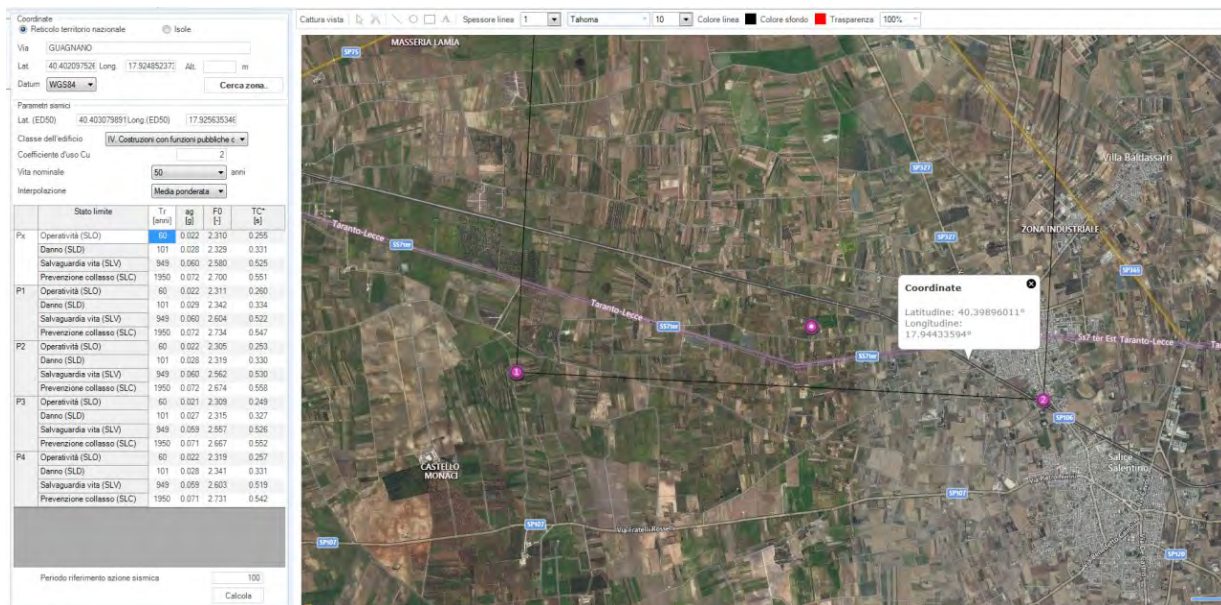 Coordinate
Reticolo territorio nazionale Isole
Via GUAGNANO
Lat. 40.40209752 Long. 17.92485237 Alt. m
Datum WGS84 Cerca zona..
Parametri sismici
Lat. (ED50) 40.403079891 Long.(ED50) 17.925635346
Classe dell'edificio IV. Costruzioni con funzioni pubbliche o
Coefficiente d'uso Cu 2
Vita nominale 50 anni
Interpolazione Media ponderata
Stato limite Tr [anni] ag [g] F0 [-] TC* [s]
Px Operatività (SLO) 60 0.022 2.310 0.255
Danno (SLD) 101 0.028 2.329 0.331
Salvaguardia vita (SLV) 949 0.060 2.580 0.525
Prevenzione collasso (SLC) 1950 0.072 2.700 0.551
P1 Operatività (SLO) 60 0.022 2.311 0.260
Danno (SLD) 101 0.029 2.342 0.334
Salvaguardia vita (SLV) 949 0.060 2.604 0.522
Prevenzione collasso (SLC) 1950 0.072 2.734 0.547
P2 Operatività (SLO) 60 0.022 2.305 0.253
Danno (SLD) 101 0.028 2.319 0.330
Salvaguardia vita (SLV) 949 0.060 2.562 0.530
Prevenzione collasso (SLC) 1950 0.072 2.674 0.558
P3 Operatività (SLO) 60 0.021 2.309 0.249
Danno (SLD) 101 0.027 2.315 0.327
Salvaguardia vita (SLV) 949 0.059 2.557 0.526
Prevenzione collasso (SLC) 1950 0.071 2.667 0.552
P4 Operatività (SLO) 60 0.022 2.319 0.257
Danno (SLD) 101 0.028 2.341 0.331
Salvaguardia vita (SLV) 949 0.059 2.603 0.519
Prevenzione collasso (SLC) 1950 0.071 2.731 0.542
Periodo riferimento azione sismica 100
Calcola
Cattura vista A Spessore linea 1 Tahoma 10 Colore linea Colore sfondo Trasparenza 100%
MASSERIA LAMIA
SP75
SP327
Villa Baldassarri
ZONA INDUSTRIALE
SP327
SS7ter
Taranto-Lecce
SP365
Coordinate
Latitudine: 40.39896011°
Longitudine:
17.94433594°
Taranto-Lecce
SS7ter
SS7ter
Ss7 ter Est Taranto-Lecce
1
2
SP106
CASTELLO
MONACI
Salice
Salentino
SP107
Via Fratelli Rosselli
SP107
SP107
SP120